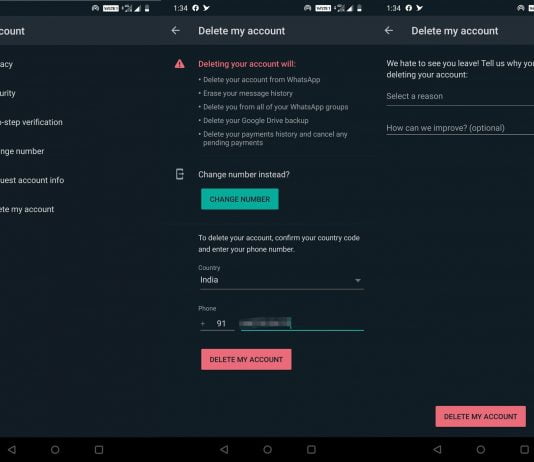 count
acy
urity
-step verification
nge number
uest account info
te my account
1:34
Delete my account
Deleting your account will:
• Delete your account from WhatsApp
• Erase your message history
• Delete you from all of your WhatsApp groups
• Delete your Google Drive backup
• Delete your payments history and cancel any
pending payments
Change number instead?
CHANGE NUMBER
To delete your account, confirm your country code
and enter your phone number.
Country
India
Phone
+ 91
DELETE MY ACCOUNT
1:34
Delete my account
We hate to see you leave! Tell us why you
deleting your account:
Select a reason
How can we improve? (optional)
DELETE MY ACCOUNT